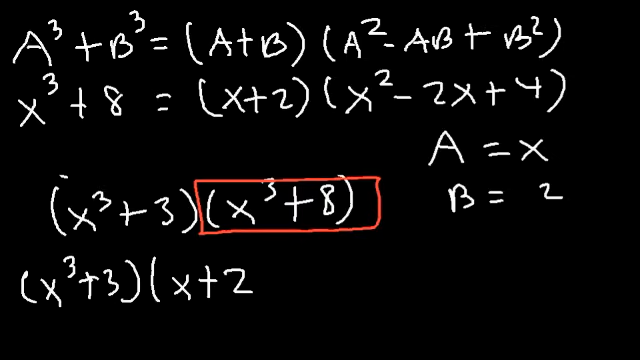 A³ + B³ = (A+B) (A² - AB + B²)
x³ + 8 = (x+2) (x² - 2x + 4)
A = x
B = 2
(x³ + 3) (x³ + 8)
(x³ + 3) (x + 2